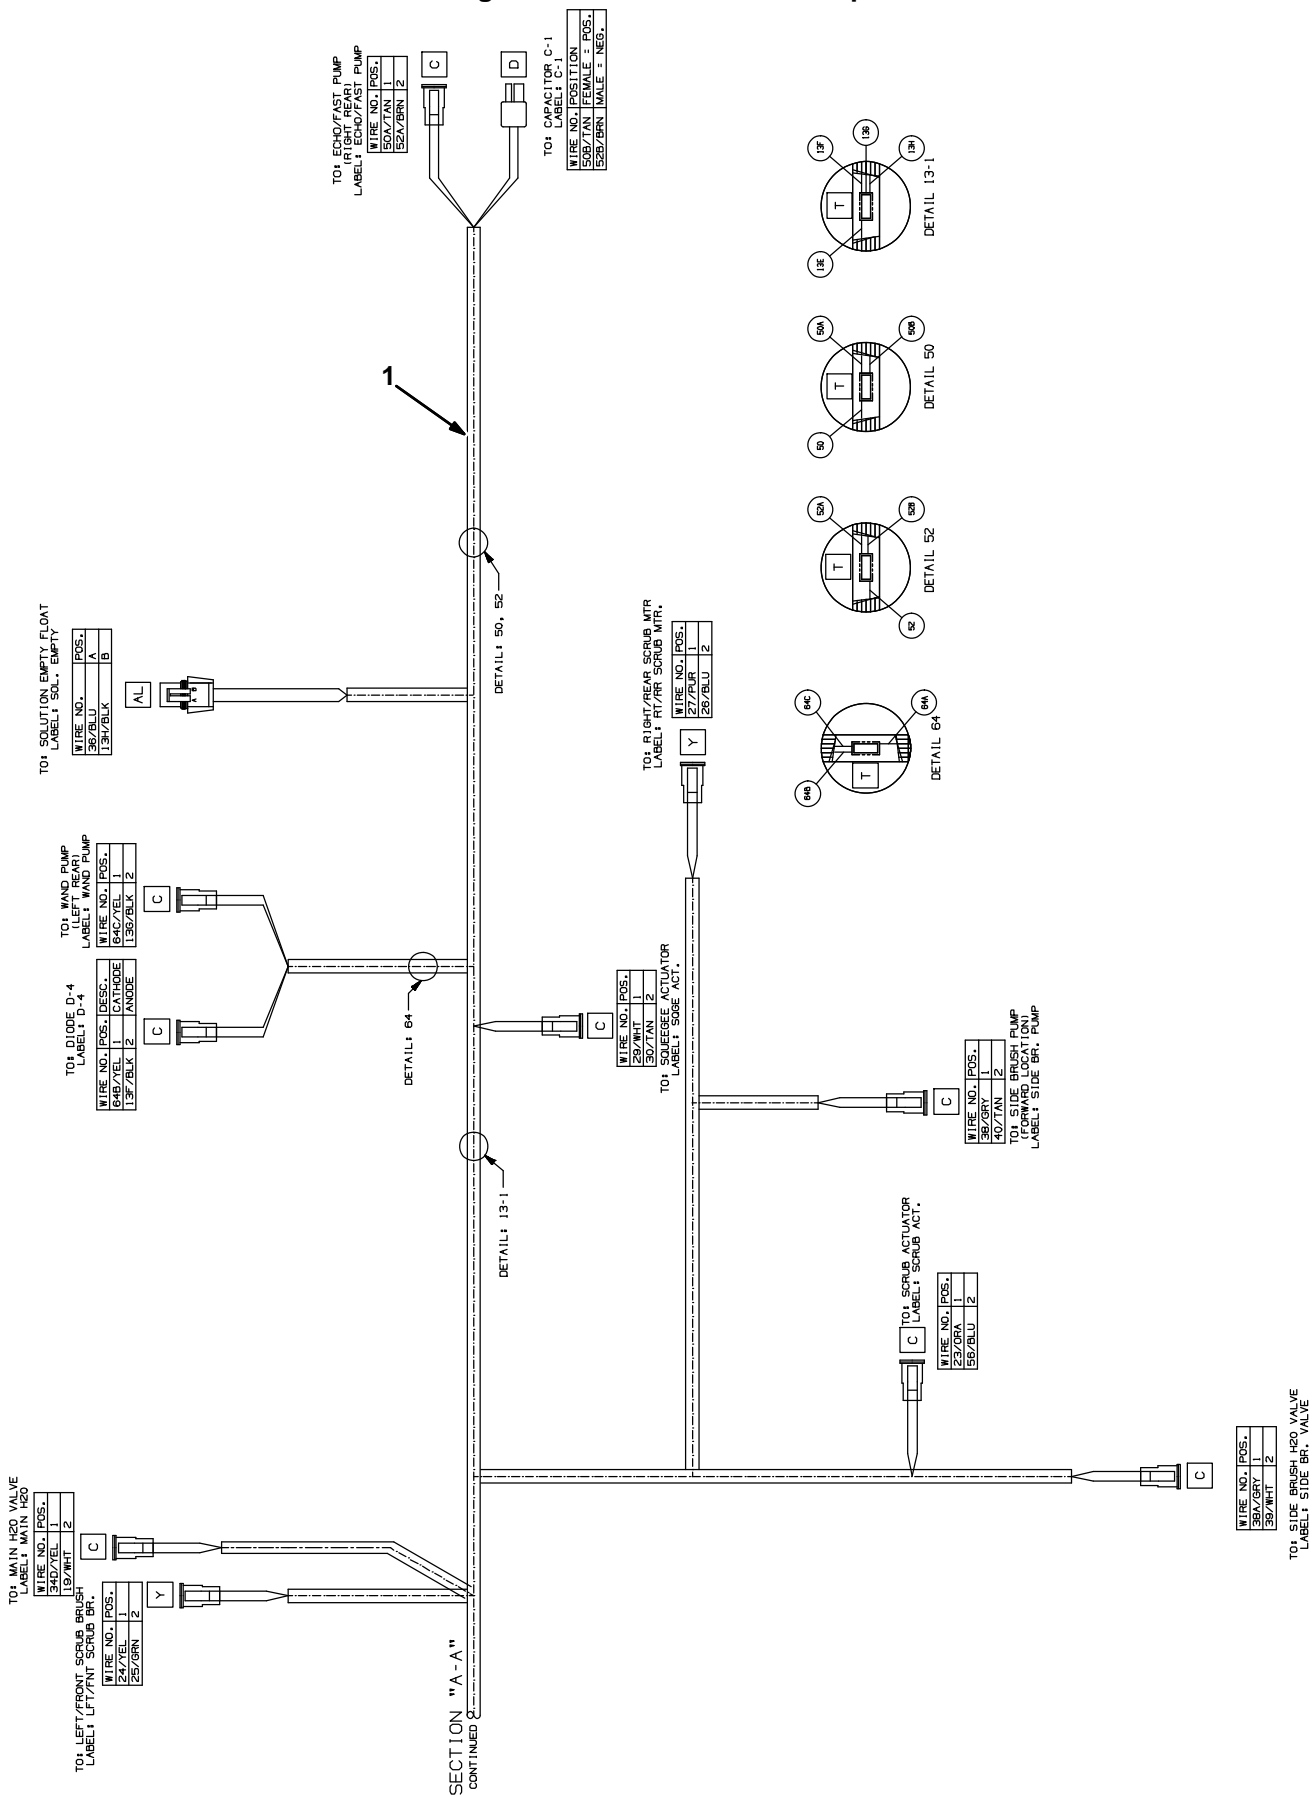 TO: ECHO/FAST PUMP
(RIGHT REAR)
LABEL: ECHO/FAST PUMP
WIRE NO. POS.
50A/TAN 1
52A/BRN 2
C
D
TO: CAPACITOR C-1
LABEL: C-1
WIRE NO. POSITION
50B/TAN FEMALE = POS.
52B/BRN MALE = NEG.
1
TO: SOLUTION EMPTY FLOAT
LABEL: SOL. EMPTY
WIRE NO. POS.
36/BLU A
13H/BLK B
AL
A B
DETAIL: 50, 52
TO: WAND PUMP
(LEFT REAR)
LABEL: WAND PUMP
WIRE NO. POS.
64C/YEL 1
13G/BLK 2
C
TO: DIODE D-4
LABEL: D-4
WIRE NO. POS. DESC.
64B/YEL 1 CATHODE
13F/BLK 2 ANODE
C
DETAIL: 64
C
WIRE NO. POS.
29/WHT 1
30/TAN 2
TO: SQUEEGEE ACTUATOR
LABEL: SQGE ACT.
DETAIL: 13-1
TO: RIGHT/REAR SCRUB MTR
LABEL: RT/RR SCRUB MTR.
WIRE NO. POS.
27/PUR 1
26/BLU 2
Y
C
WIRE NO. POS.
38/GRY 1
40/TAN 2
TO: SIDE BRUSH PUMP
(FORWARD LOCATION)
LABEL: SIDE BR. PUMP
TO: SCRUB ACTUATOR
LABEL: SCRUB ACT.
C
WIRE NO. POS.
23/ORA 1
56/BLU 2
C
WIRE NO. POS.
38A/GRY 1
39/WHT 2
TO: SIDE BRUSH H2O VALVE
LABEL: SIDE BR. VALVE
TO: MAIN H2O VALVE
LABEL: MAIN H2O
WIRE NO. POS.
34D/YEL 1
19/WHT 2
C
TO: LEFT/FRONT SCRUB BRUSH
LABEL: LFT/FNT SCRUB BR.
WIRE NO. POS.
24/YEL 1
25/GRN 2
Y
SECTION "A-A"
CONTINUED
64B
64C
64A
T
DETAIL 64
52
52A
52B
T
DETAIL 52
50
50A
50B
T
DETAIL 50
13E
13F
13G
13H
T
DETAIL 13-1